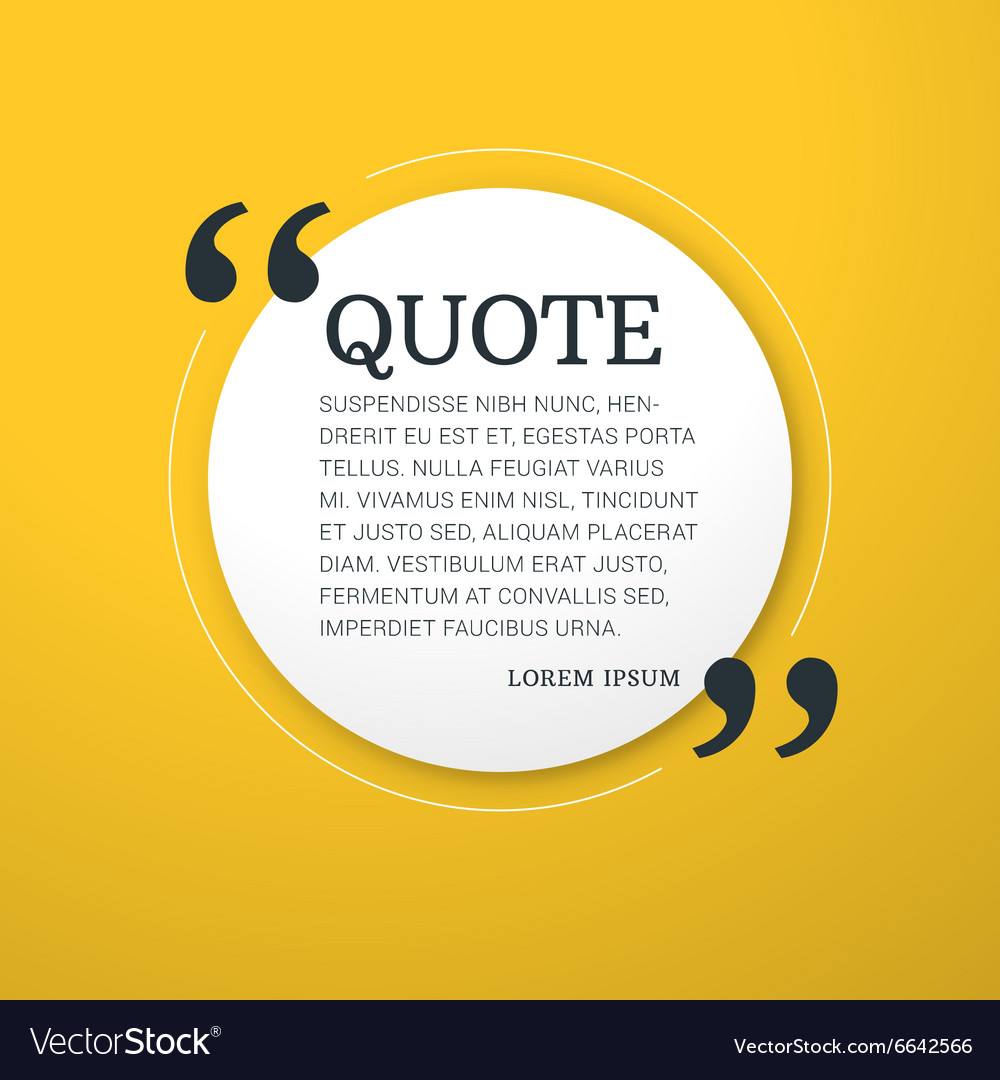 “
QUOTE
SUSPENDISSE NIBH NUNC, HEN-
DRERIT EU EST ET, EGESTAS PORTA
TELLUS. NULLA FEUGIAT VARIUS
MI. VIVAMUS ENIM NISL, TINCIDUNT
ET JUSTO SED, ALIQUAM PLACERAT
DIAM. VESTIBULUM ERAT JUSTO,
FERMENTUM AT CONVALLIS SED,
IMPERDIET FAUCIBUS URNA.
LOREM IPSUM
”
VectorStock®
VectorStock.com/6642566